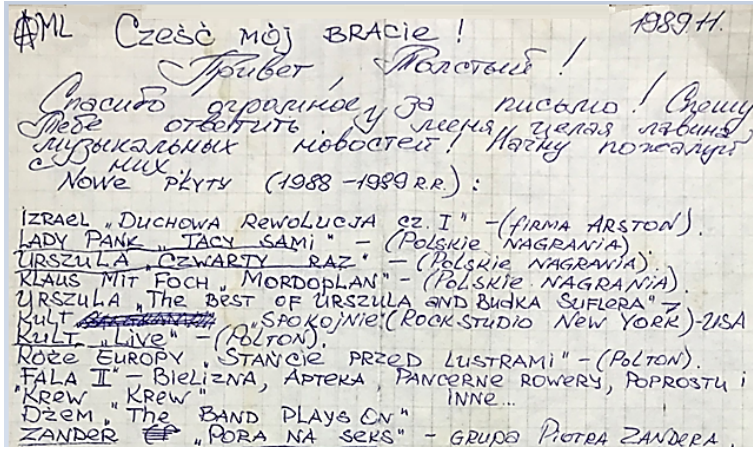 AML Cześć mój BRACIE! 1989.11.
Привет Толстый!
Спасибо огромное за письмо! Спешу
Тебе ответить. У меня целая лавина
музыкальных новостей! Начну пожалуй
с них.
Nowe płyty (1988-1989 R.R.):
IZRAEL „DUCHOWA REWOLUCJA cz. I" -(FIRMA ARSTON).
LADY PANK „TACY SAMI" - (POLSKIE NAGRANIA)
URSZULA „CZWARTY RAZ" - (POLSKIE NAGRANIA).
KLAUS MIT FOCH „MORDOPLAN" - (POLSKIE NAGRANIA).
URSZULA „THE BEST OF URSZULA AND BUDKA SUFLERA" ⁊
KULT „SPOKOJNIE" (ROCK STUDIO NEW YORK)-USA
KULT „LIVE" - (POLTON).
RÓŻE EUROPY „STAŃCIE PRZED LUSTRAMI" - (POLTON).
FALA II" - BIELIZNA, APTEKA, PANCERNE ROWERY, POPROSTU i
"KREW „KREW" INNE...
DŻEM „THE BAND PLAYS ON"
ZANDER „PORA NA SEKS" - GRUPA PIOTRA ZANDERA.